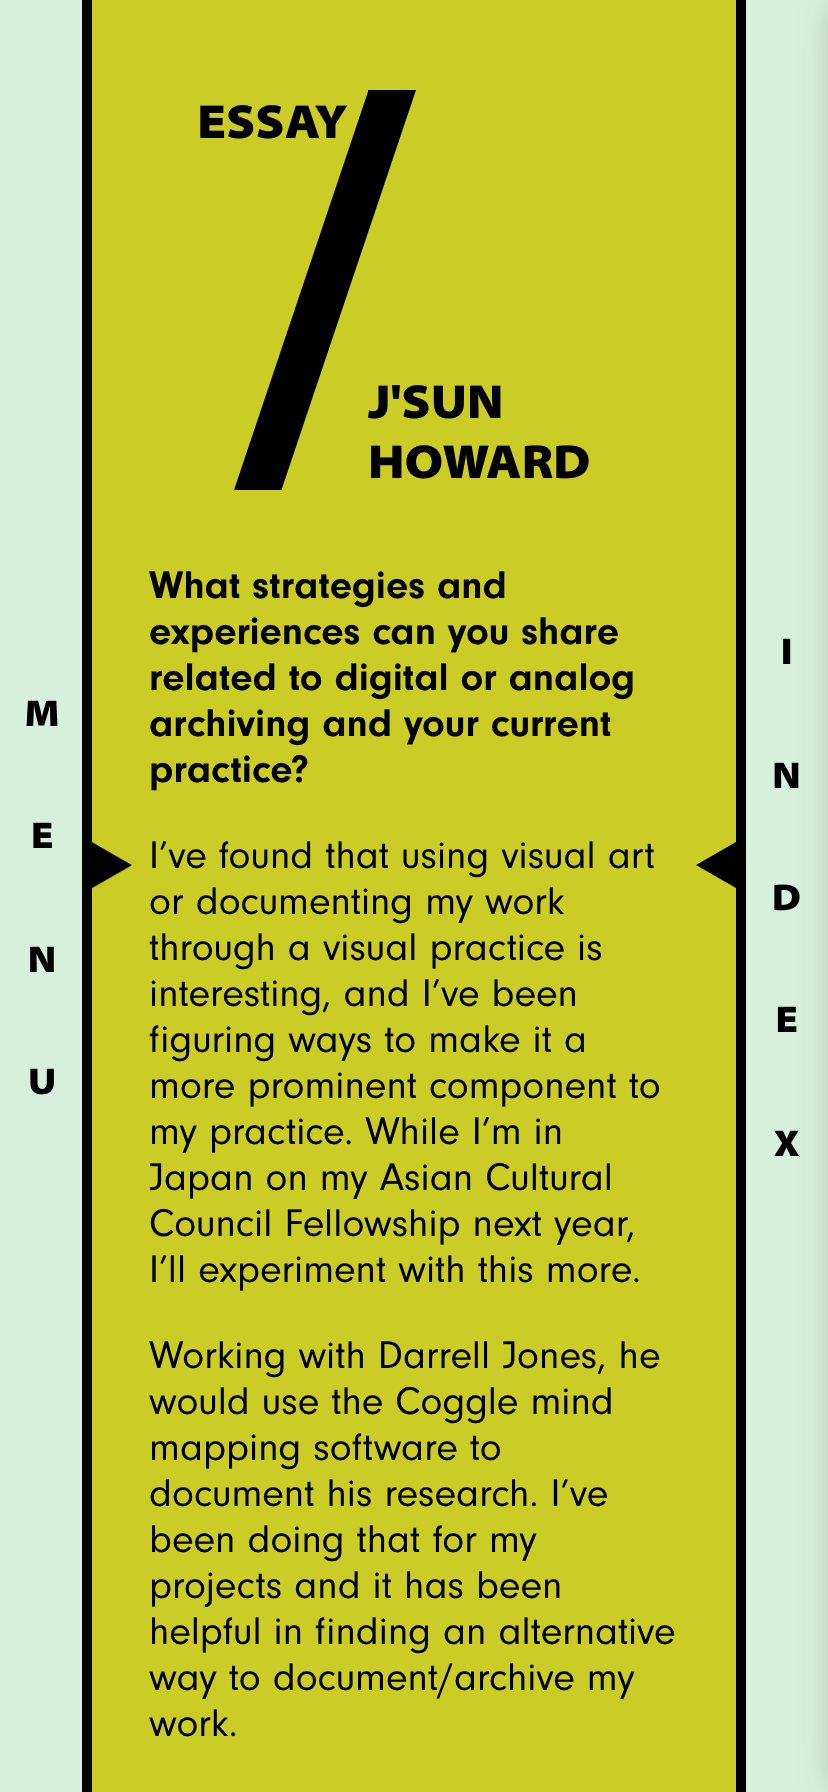 ESSAY
J'SUN
HOWARD
What strategies and
experiences can you share
related to digital or analog
archiving and your current
practice?
I’ve found that using visual art
or documenting my work
through a visual practice is
interesting, and I’ve been
figuring ways to make it a
more prominent component to
my practice. While I’m in
Japan on my Asian Cultural
Council Fellowship next year,
I’ll experiment with this more.
Working with Darrell Jones, he
would use the Coggle mind
mapping software to
document his research. I’ve
been doing that for my
projects and it has been
helpful in finding an alternative
way to document/archive my
work.
MENU
INDEX